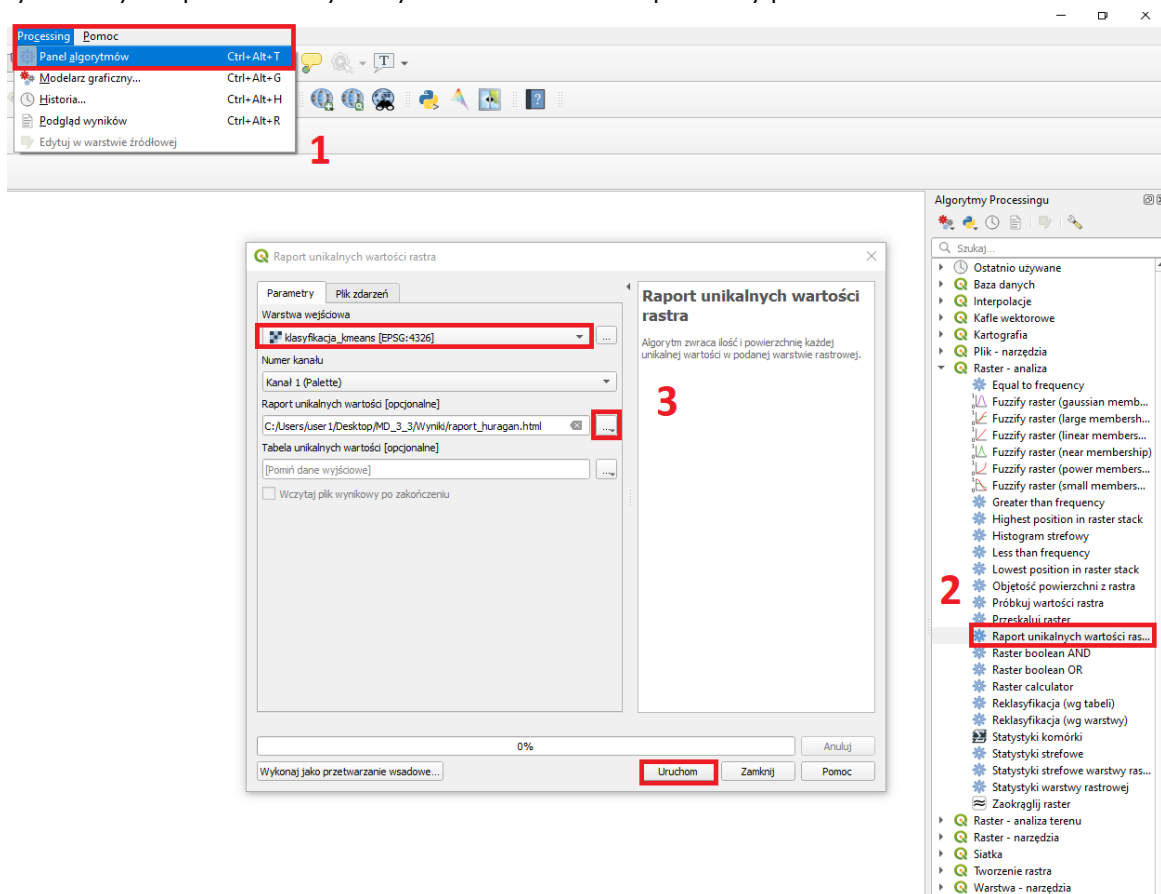 Processing Pomoc
Panel algorytmów Ctrl+Alt+T
Modelarz graficzny... Ctrl+Alt+G
Historia... Ctrl+Alt+H
Podgląd wyników Ctrl+Alt+R
Edytuj w warstwie źródłowej
1
Raport unikalnych wartości rastra
Parametry Plik zdarzeń
Warstwa wejściowa
klasyfikacja_kmeans [EPSG:4326]
...
Numer kanału
Kanał 1 (Palette)
Raport unikalnych wartości [opcjonalne]
C:/Users/user1/Desktop/MD_3_3/Wyniki/raport_huragan.html
...
Tabela unikalnych wartości [opcjonalne]
[Pomiń dane wyjściowe]
...
Wczytaj plik wynikowy po zakończeniu
Raport unikalnych wartości
rastra
Algorytm zwraca ilość i powierzchnię każdej
unikalnej wartości w podanej warstwie rastrowej.
3
0%
Anuluj
Wykonaj jako przetwarzanie wsadowe...
Uruchom Zamknij Pomoc
Algorytmy Processingu
Szukaj...
Ostatnio używane
Baza danych
Interpolacje
Kafle wektorowe
Kartografia
Plik - narzędzia
Raster - analiza
Equal to frequency
Fuzzify raster (gaussian memb...
Fuzzify raster (large membersh...
Fuzzify raster (linear members...
Fuzzify raster (near membership)
Fuzzify raster (power members...
Fuzzify raster (small members...
Greater than frequency
Highest position in raster stack
Histogram strefowy
Less than frequency
Lowest position in raster stack
Objętość powierzchni z rastra
2
Próbkuj wartości rastra
Przeskaluj raster
Raport unikalnych wartości ras...
Raster boolean AND
Raster boolean OR
Raster calculator
Reklasyfikacja (wg tabeli)
Reklasyfikacja (wg warstwy)
Statystyki komórki
Statystyki strefowe
Statystyki strefowe warstwy ras...
Statystyki warstwy rastrowej
Zaokrąglij raster
Raster - analiza terenu
Raster - narzędzia
Siatka
Tworzenie rastra
Warstwa - narzędzia